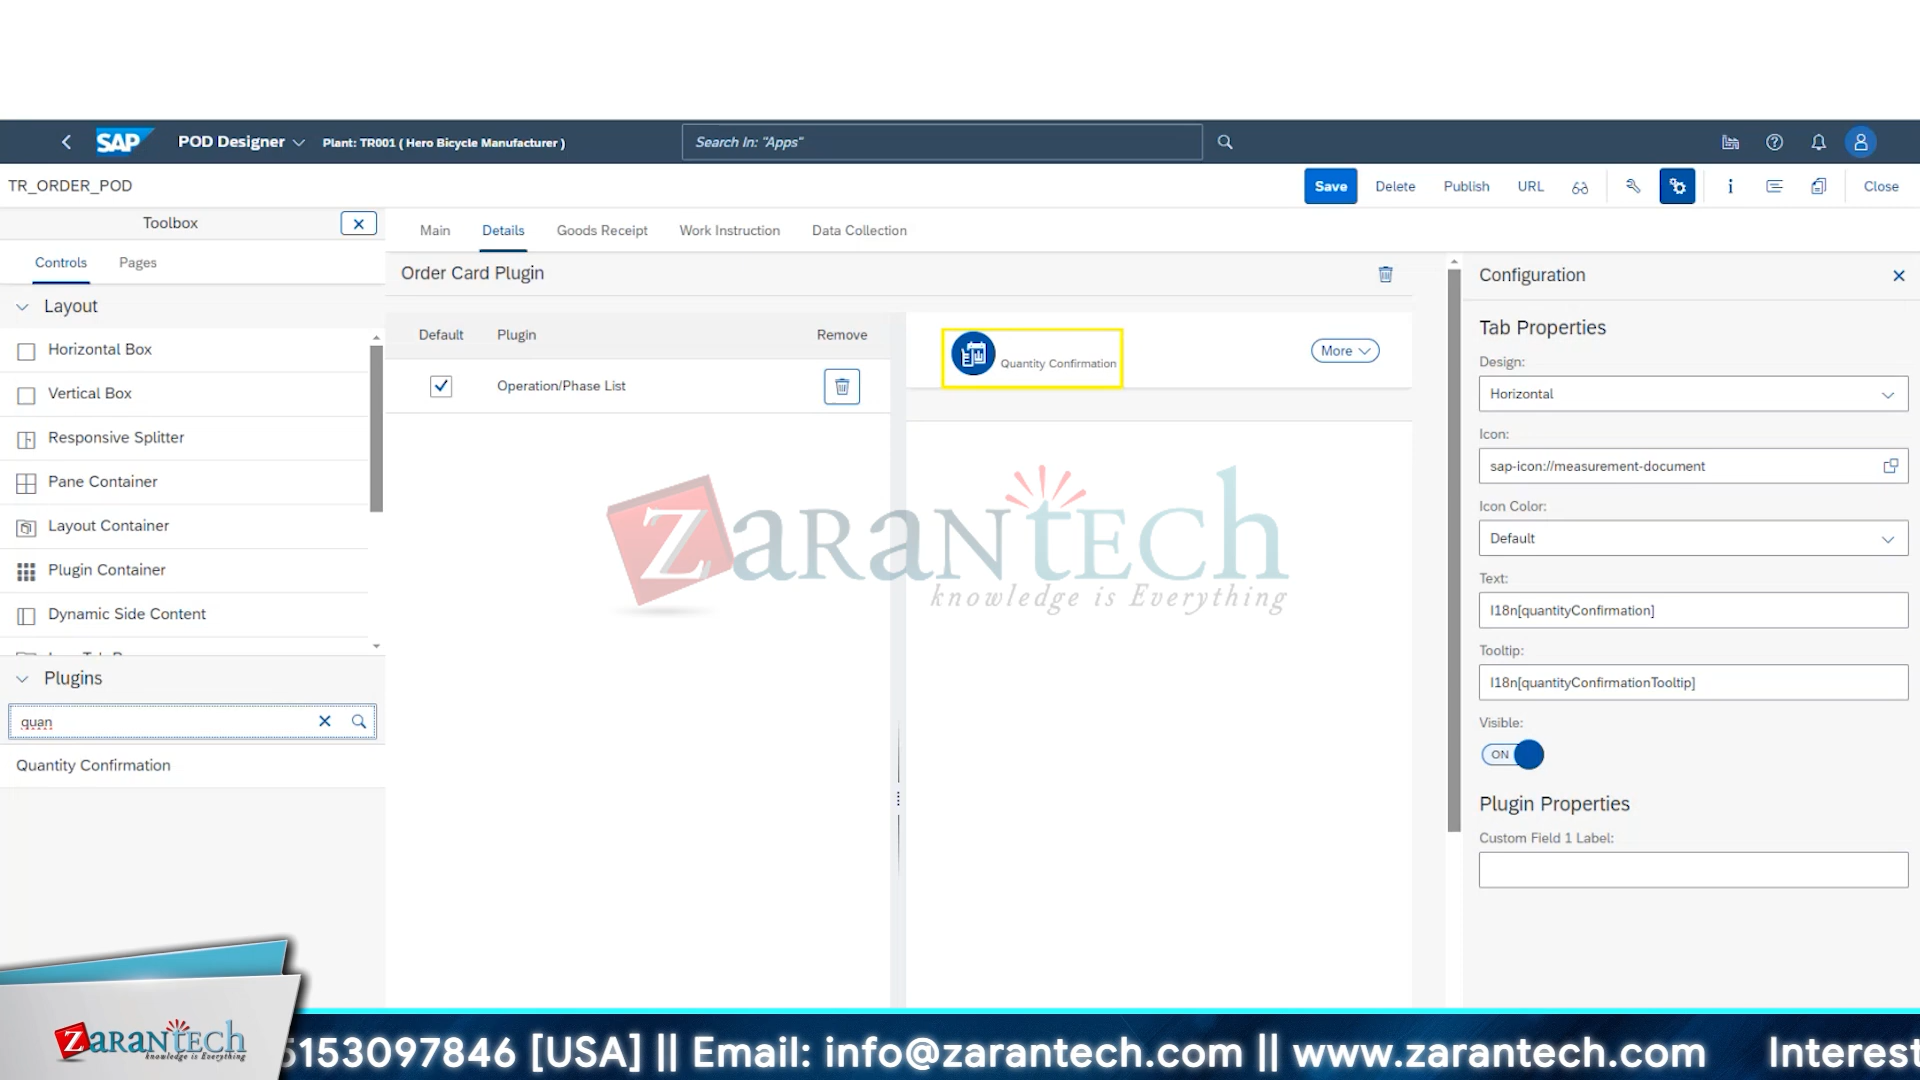 SAP
POD Designer
Plant: TR001 ( Hero Bicycle Manufacturer )
Search In: "Apps"
TR_ORDER_POD
Save
Delete
Publish
URL
Close
Toolbox
Controls
Pages
Layout
Horizontal Box
Vertical Box
Responsive Splitter
Pane Container
Layout Container
Plugin Container
Dynamic Side Content
Plugins
quan
Quantity Confirmation
Main
Details
Goods Receipt
Work Instruction
Data Collection
Order Card Plugin
Default
Plugin
Remove
Operation/Phase List
Quantity Confirmation
More
Configuration
Tab Properties
Design:
Horizontal
Icon:
sap-icon://measurement-document
Icon Color:
Default
Text:
I18n[quantityConfirmation]
Tooltip:
I18n[quantityConfirmationTooltip]
Visible:
ON
Plugin Properties
Custom Field 1 Label:
ZaranTech
knowledge is Everything
ZaranTech
knowledge is Everything
5153097846 [USA] || Email: info@zarantech.com || www.zarantech.com Interest